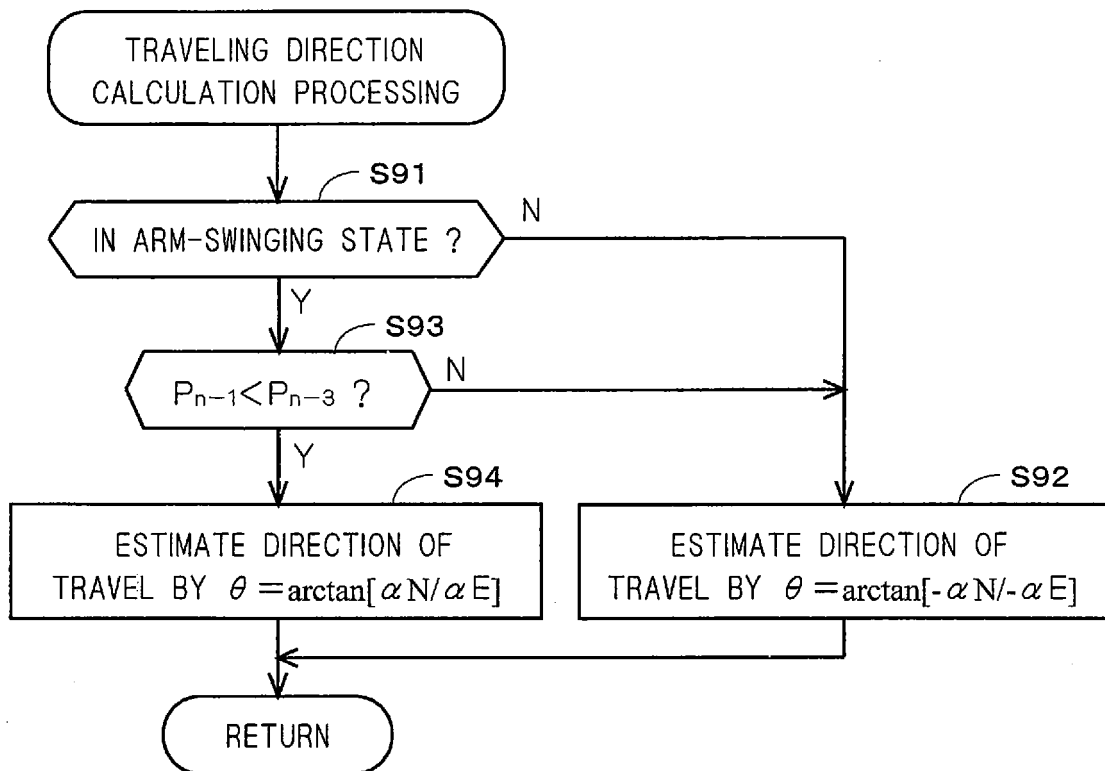 TRAVELING DIRECTION
CALCULATION PROCESSING
S91
IN ARM-SWINGING STATE ?
N
Y
S93
Pn-1<Pn-3 ?
N
Y
S94
ESTIMATE DIRECTION OF
TRAVEL BY θ=arctan[αN/αE]
S92
ESTIMATE DIRECTION OF
TRAVEL BY θ=arctan[-αN/-αE]
RETURN